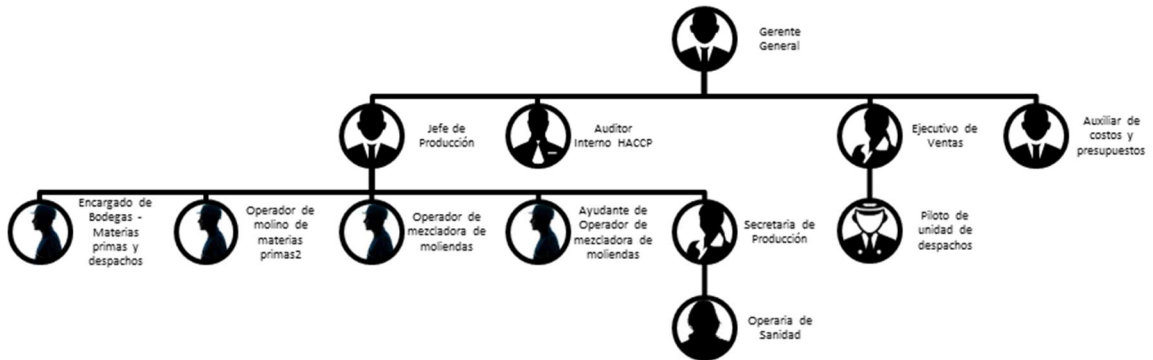 Gerente
General
Jefe de
Producción
Auditor
Interno HACCP
Ejecutivo de
Ventas
Auxiliar de
costos y
presupuestos
Encargado de
Bodegas -
Materias
primas y
despachos
Operador de
molino de
materias
primas2
Operador de
mezcladora de
moliendas
Ayudante de
Operador de
mezcladora de
moliendas
Secretaria de
Producción
Piloto de
unidad de
despachos
Operaria de
Sanidad